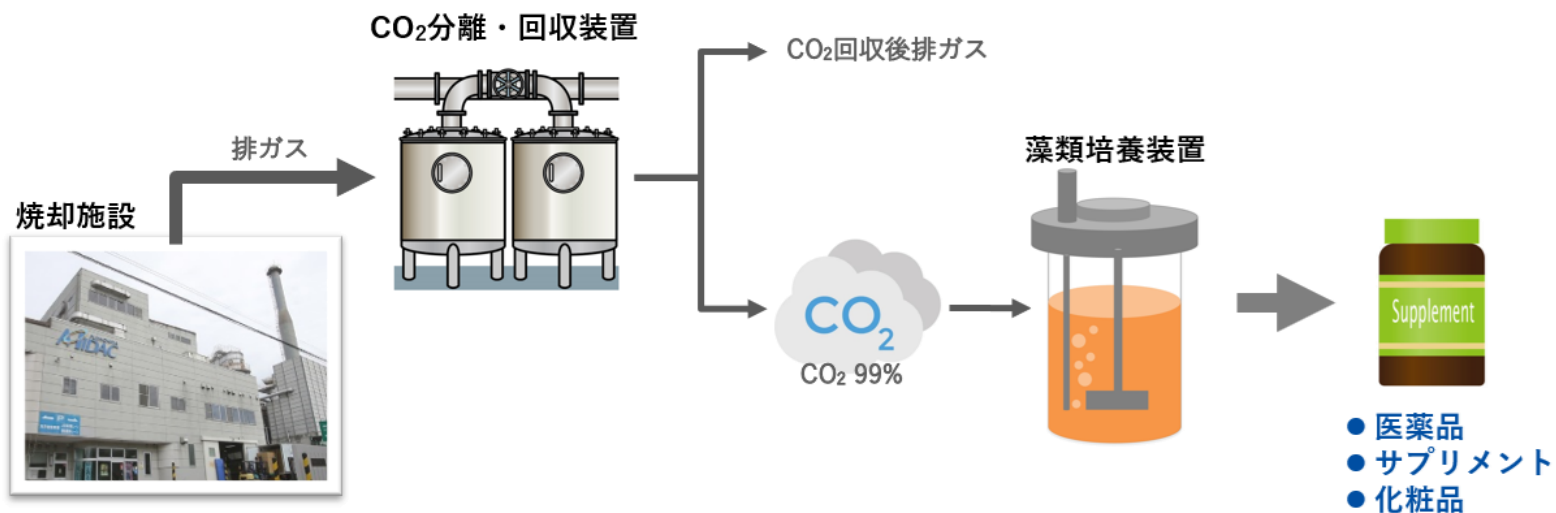 CO₂分離・回収装置
CO₂回収後排ガス
排ガス
藻類培養装置
焼却施設
MIDAC
CO₂
CO₂ 99%
Supplement
● 医薬品
● サプリメント
● 化粧品